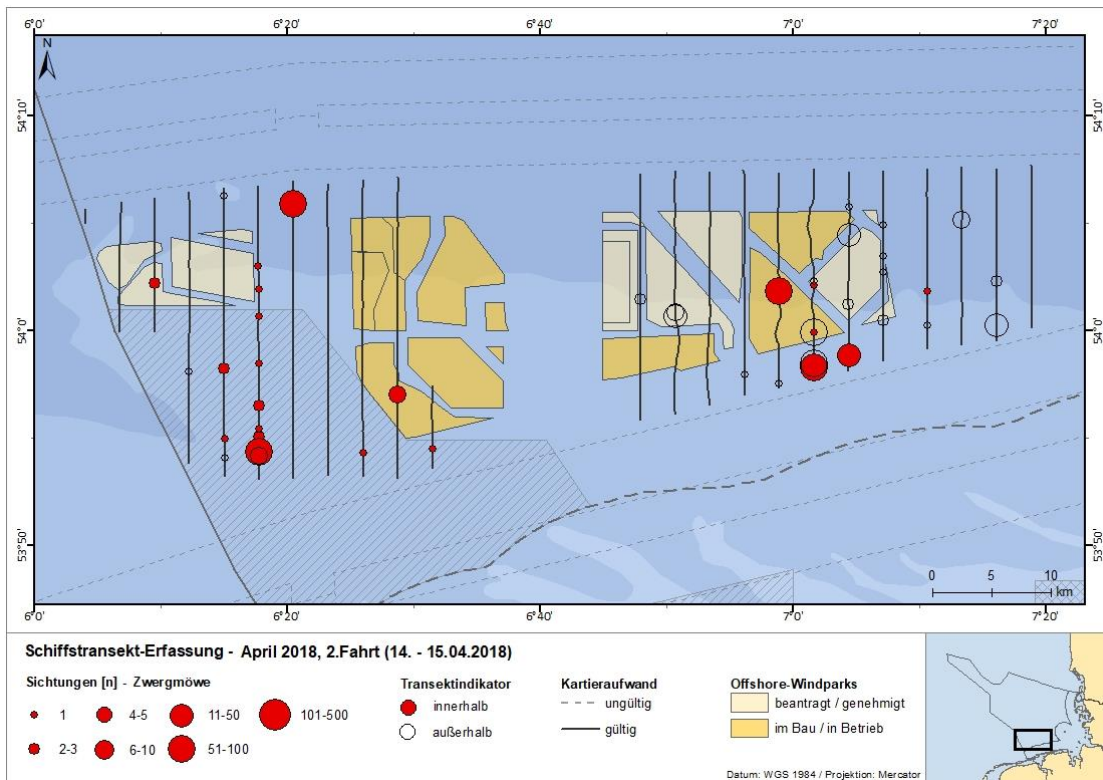 6°0' 6°20' 6°40' 7°0' 7°20'
N
54°10' 54°10'
54°0' 54°0'
53°50' 53°50'
0 5 10
km
6°0' 6°20' 6°40' 7°0' 7°20'
Schiffstransekt-Erfassung - April 2018, 2.Fahrt (14. - 15.04.2018)
Sichtungen [n] - Zwergmöwe
1 4-5 11-50 101-500
2-3 6-10 51-100
Transektindikator
innerhalb
außerhalb
Kartieraufwand
ungültig
gültig
Offshore-Windparks
beantragt / genehmigt
im Bau / in Betrieb
Datum: WGS 1984 / Projektion: Mercator